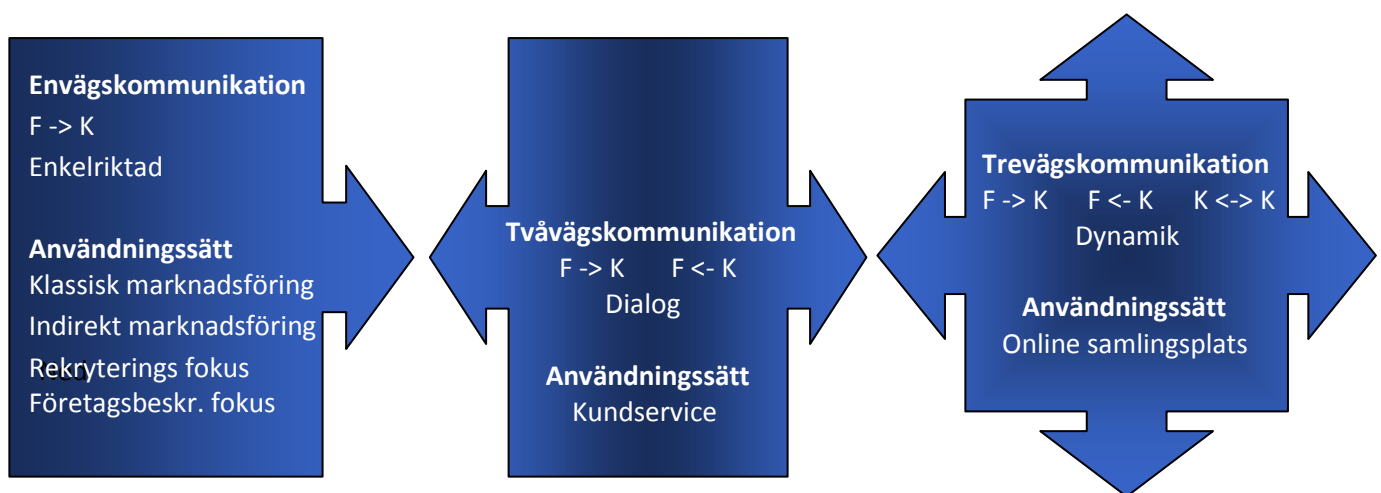 Envägskommunikation
F -> K
Enkelriktad
Användningssätt
Klassisk marknadsföring
Indirekt marknadsföring
Rekryterings fokus
Företagsbeskr. fokus
Tvåvägskommunikation
F -> K F <- K
Dialog
Användningssätt
Kundservice
Trevägskommunikation
F -> K F <- K K <-> K
Dynamik
Användningssätt
Online samlingsplats